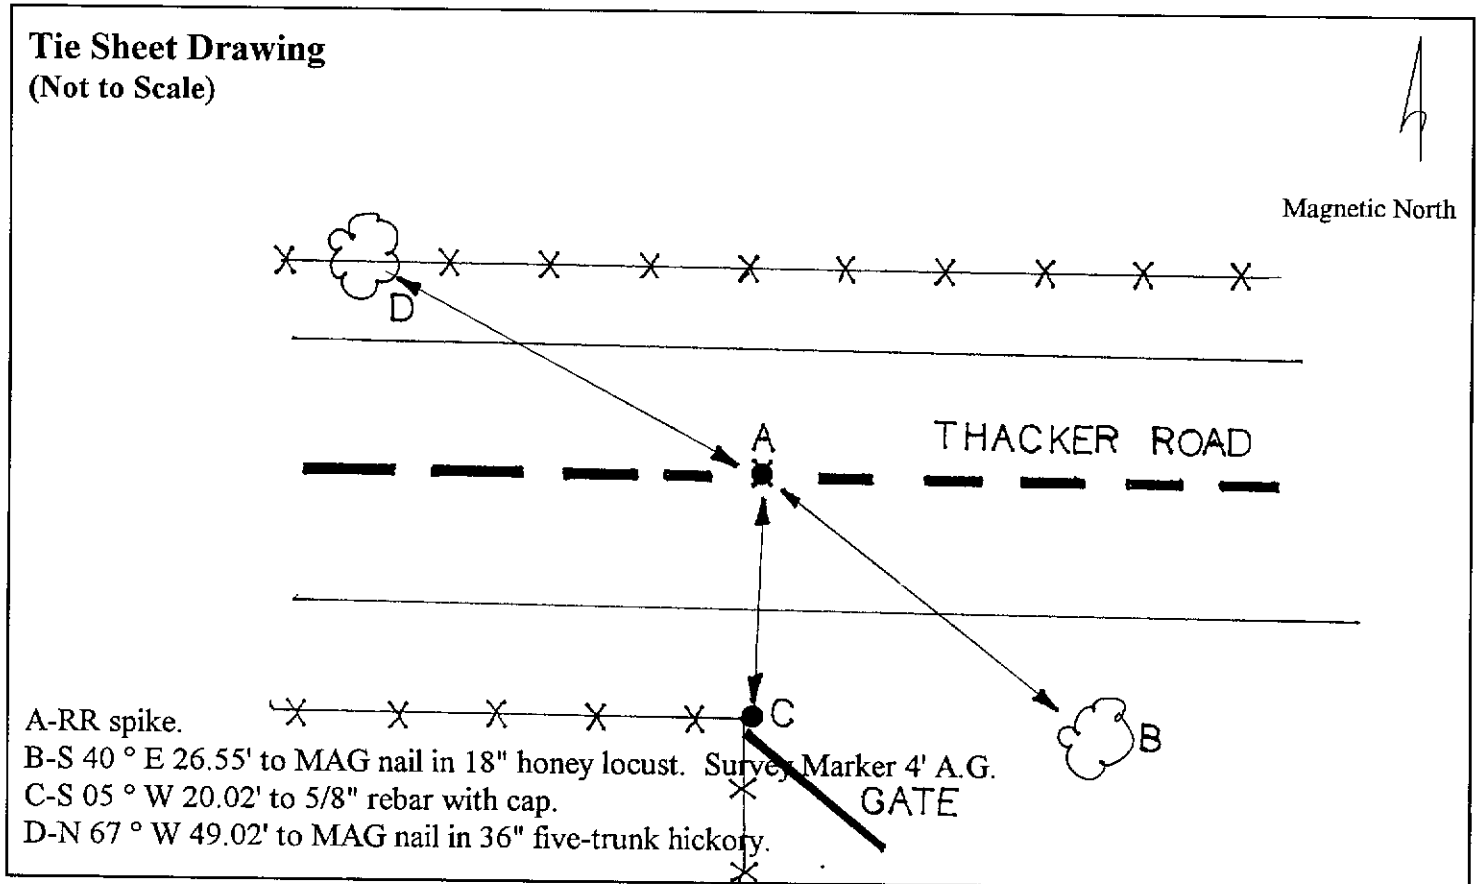 Tie Sheet Drawing
(Not to Scale)
Magnetic North
D
A
THACKER ROAD
C
B
A-RR spike.
B-S 40 ° E 26.55' to MAG nail in 18" honey locust. Survey Marker 4' A.G.
GATE
C-S 05 ° W 20.02' to 5/8" rebar with cap.
D-N 67 ° W 49.02' to MAG nail in 36" five-trunk hickory.